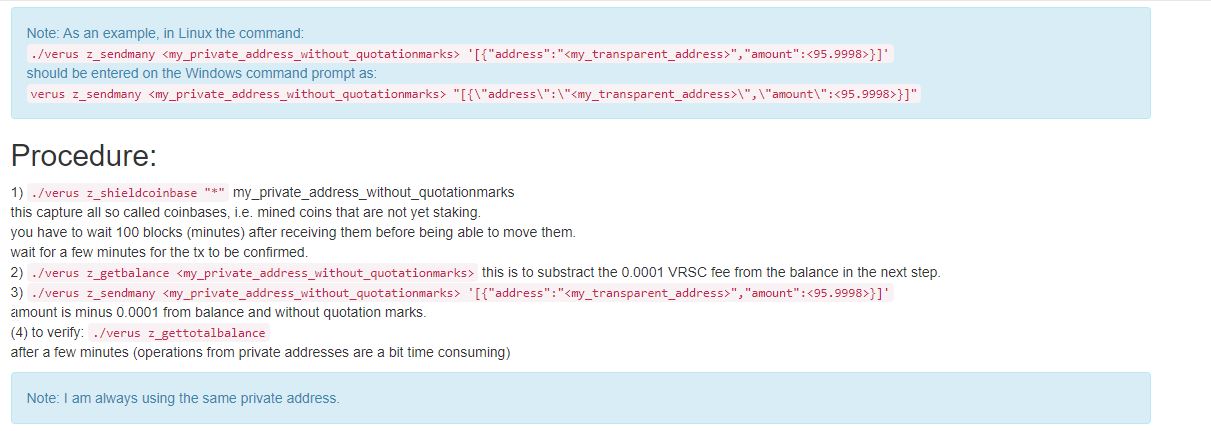 Note: As an example, in Linux the command:
./verus z_sendmany <my_private_address_without_quotationmarks> '[{"address":"<my_transparent_address>","amount":<95.9998>}]'
should be entered on the Windows command prompt as:
verus z_sendmany <my_private_address_without_quotationmarks> "[{\"address\":\"<my_transparent_address>\",\"amount\":<95.9998>}]"
Procedure:
1) ./verus z_shieldcoinbase "*" my_private_address_without_quotationmarks
this capture all so called coinbases, i.e. mined coins that are not yet staking.
you have to wait 100 blocks (minutes) after receiving them before being able to move them.
wait for a few minutes for the tx to be confirmed.
2) ./verus z_getbalance <my_private_address_without_quotationmarks> this is to substract the 0.0001 VRSC fee from the balance in the next step.
3) ./verus z_sendmany <my_private_address_without_quotationmarks> '[{"address":"<my_transparent_address>","amount":<95.9998>}]'
amount is minus 0.0001 from balance and without quotation marks.
(4) to verify: ./verus z_gettotalbalance
after a few minutes (operations from private addresses are a bit time consuming)
Note: I am always using the same private address.